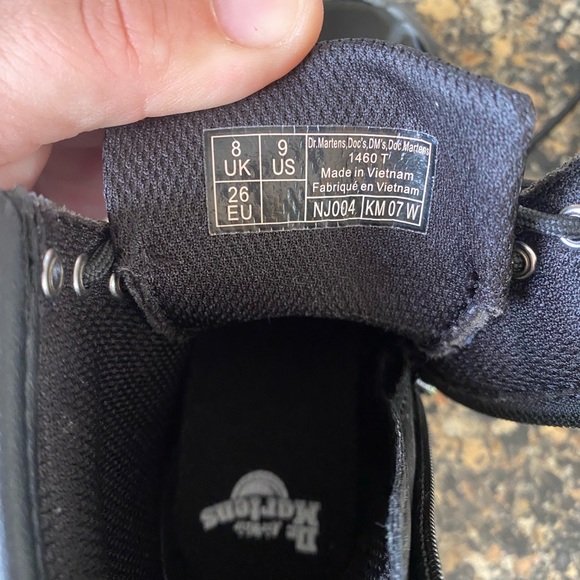 8 9 Dr.Martens,Doc's,DM's,Doc.Martens
UK US 1460 T
Made in Vietnam
26 Fabriqué en Vietnam
EU NJO04 KM 07 W
Dr. Martens